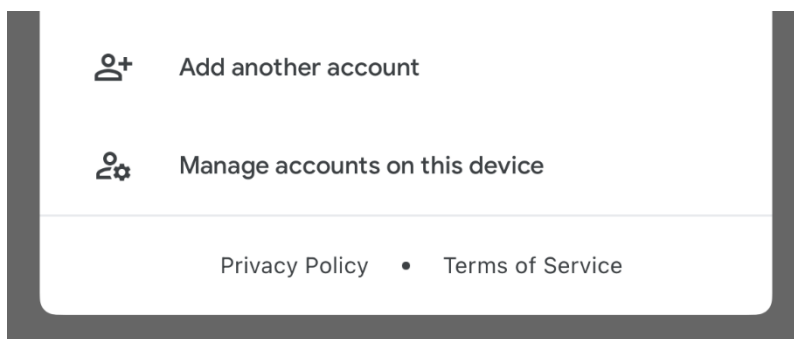 Add another account
Manage accounts on this device
Privacy Policy • Terms of Service